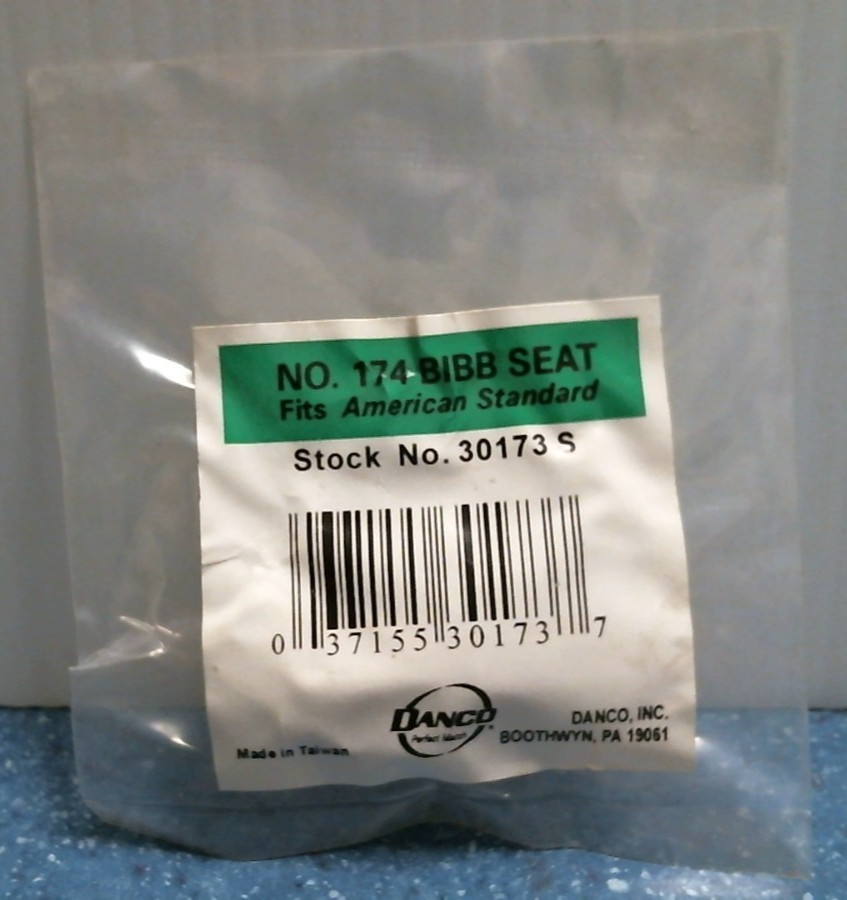 NO. 174 BIBB SEAT
Fits American Standard
Stock No. 30173 S
0 37155 30173 7
DANCO
Perfect Match
Made in Taiwan
DANCO, INC.
BOOTHWYN, PA 19061